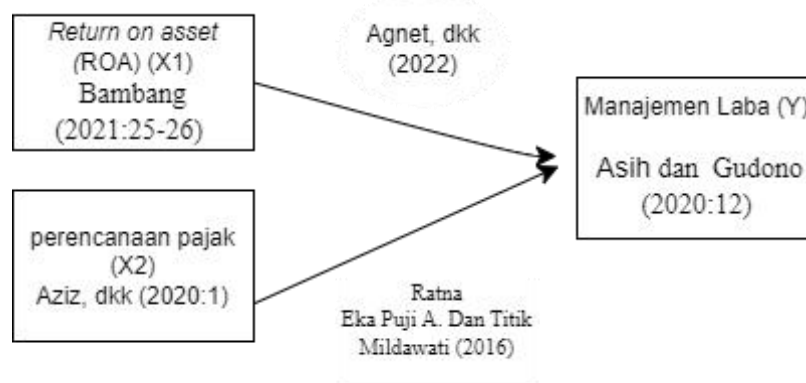 Return on asset
(ROA) (X1)
Bambang
(2021:25-26)
Agnet, dkk
(2022)
Manajemen Laba (Y)
Asih dan Gudono
(2020:12)
perencanaan pajak
(X2)
Aziz, dkk (2020:1)
Ratna
Eka Puji A. Dan Titik
Mildawati (2016)